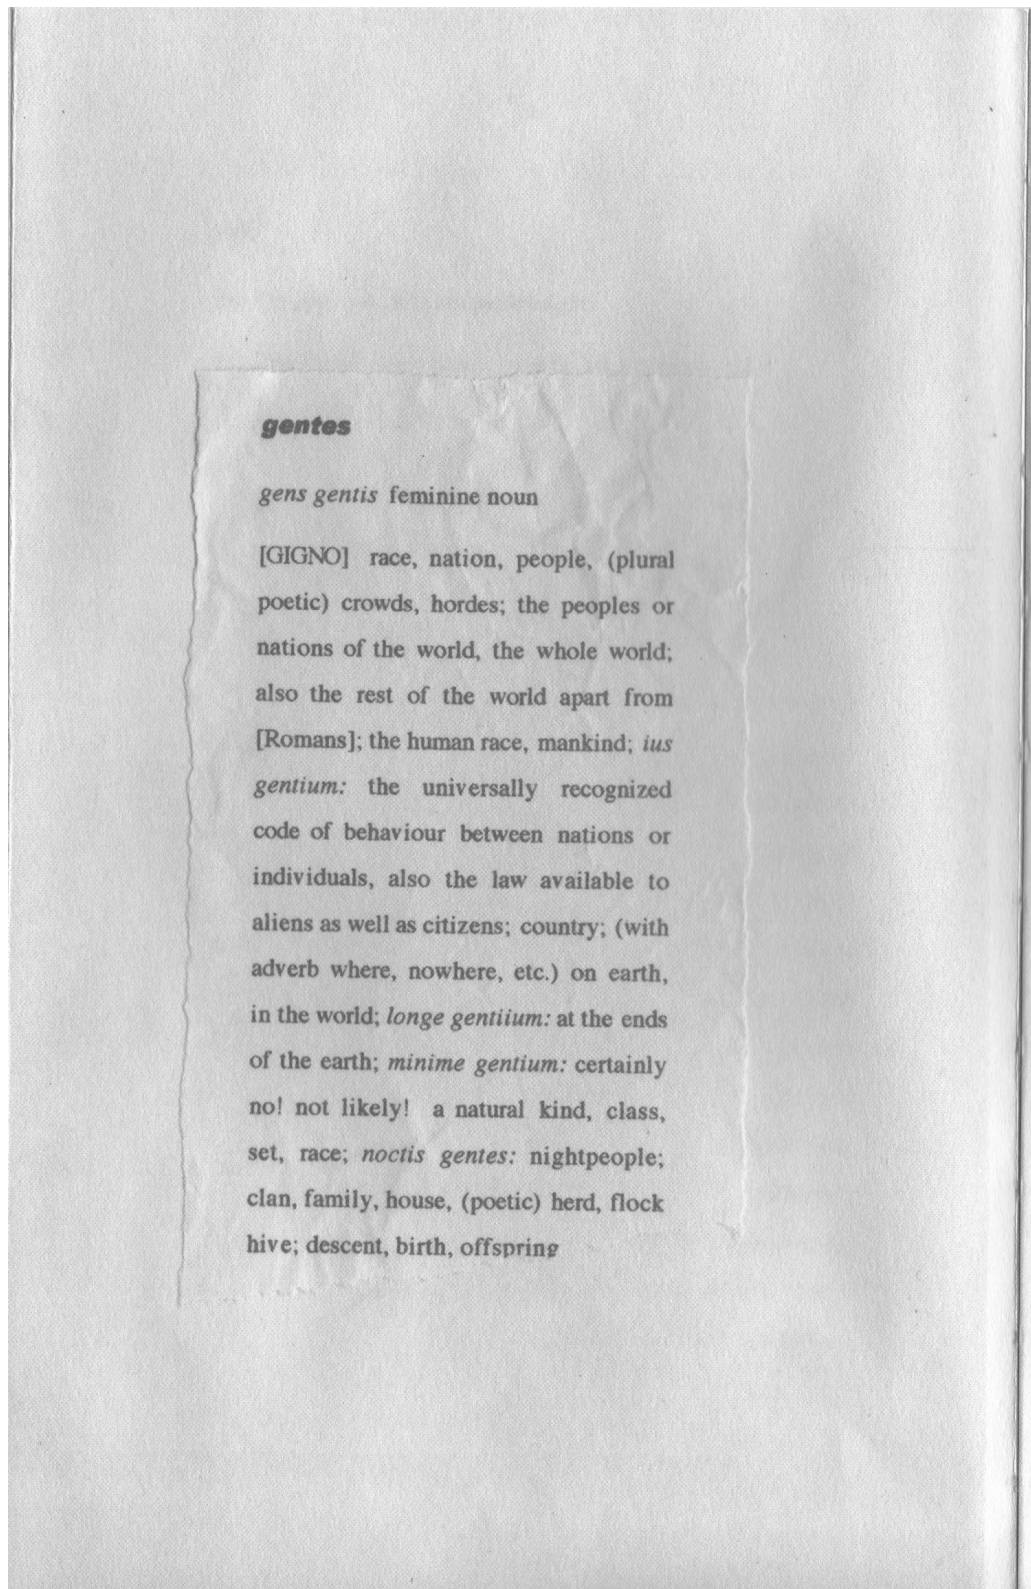 gentes
gens gentis feminine noun
[GIGNO] race, nation, people, (plural
poetic) crowds, hordes; the peoples or
nations of the world, the whole world;
also the rest of the world apart from
[Romans]; the human race, mankind; ius
gentium: the universally recognized
code of behaviour between nations or
individuals, also the law available to
aliens as well as citizens; country; (with
adverb where, nowhere, etc.) on earth,
in the world; longe gentiium: at the ends
of the earth; minime gentium: certainly
no! not likely! a natural kind, class,
set, race; noctis gentes: nightpeople;
clan, family, house, (poetic) herd, flock
hive; descent, birth, offspring